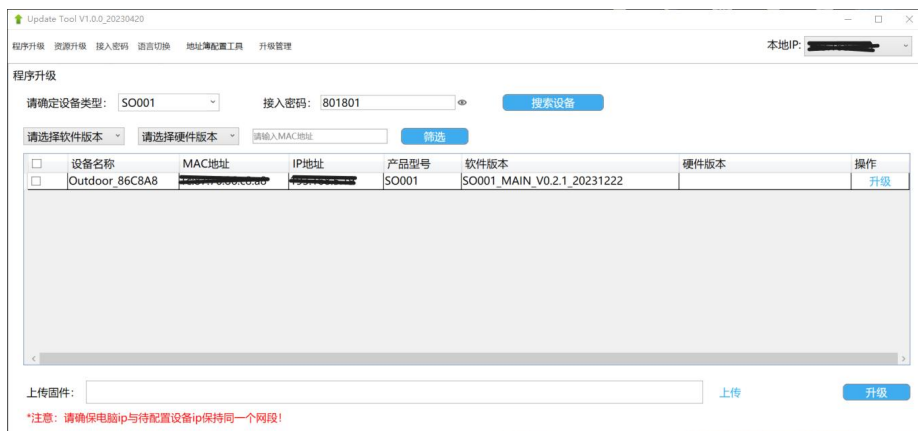 Update Tool V1.0.0_20230420
程序升级 资源升级 接入密码 语言切换 地址簿配置工具 升级管理 本地IP:
程序升级
请确定设备类型: SO001 接入密码: 801801 搜索设备
请选择软件版本 请选择硬件版本 请输入MAC地址 筛选
设备名称 MAC地址 IP地址 产品型号 软件版本 硬件版本 操作
Outdoor_86C8A8 SO001 SO001_MAIN_V0.2.1_20231222 升级
上传固件: 上传 升级
*注意：请确保电脑ip与待配置设备ip保持同一个网段!